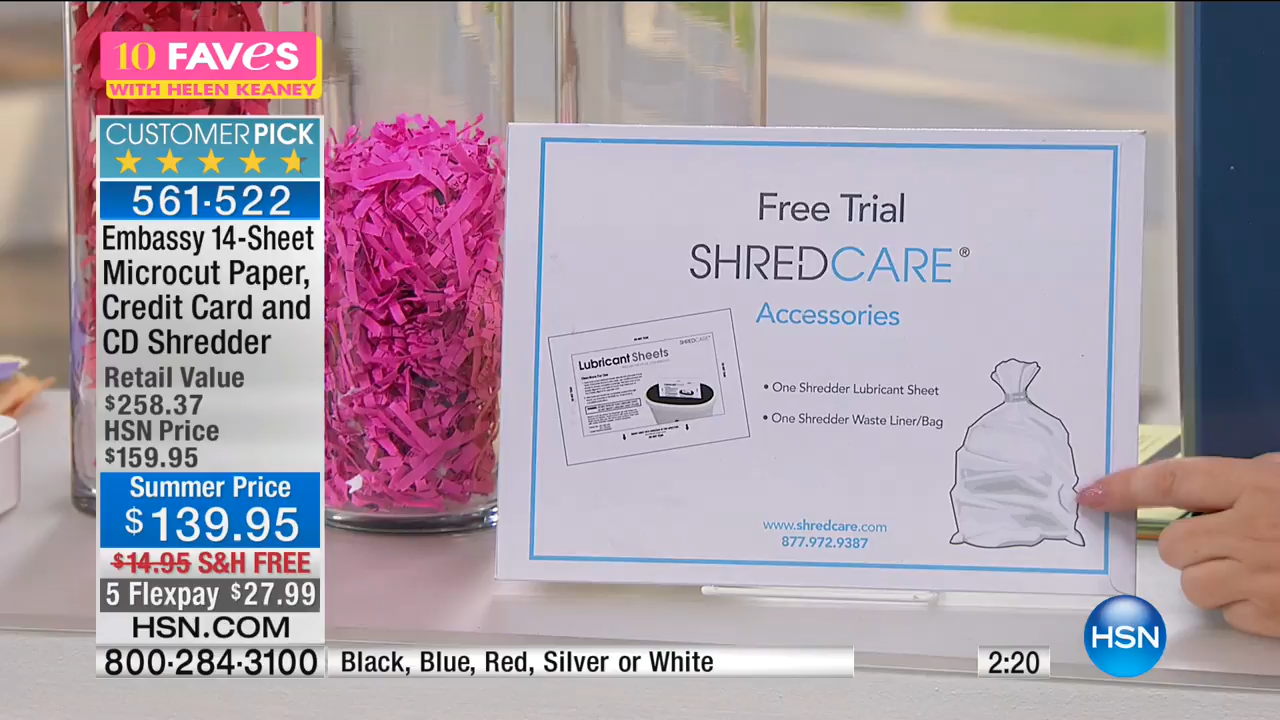 10 FAVES
WITH HELEN KEANEY
CUSTOMER PICK
561-522
Embassy 14-Sheet
Microcut Paper,
Credit Card and
CD Shredder
Retail Value
$258.37
HSN Price
$159.95
Summer Price
$139.95
$14.95 S&H FREE
5 Flexpay $27.99
HSN.COM
800-284-3100
Black, Blue, Red, Silver or White
2:20
HSN
Free Trial
SHREDCARE®
Accessories
Lubricant Sheets
SHREDCARE
• One Shredder Lubricant Sheet
• One Shredder Waste Liner/Bag
www.shredcare.com
877.972.9387